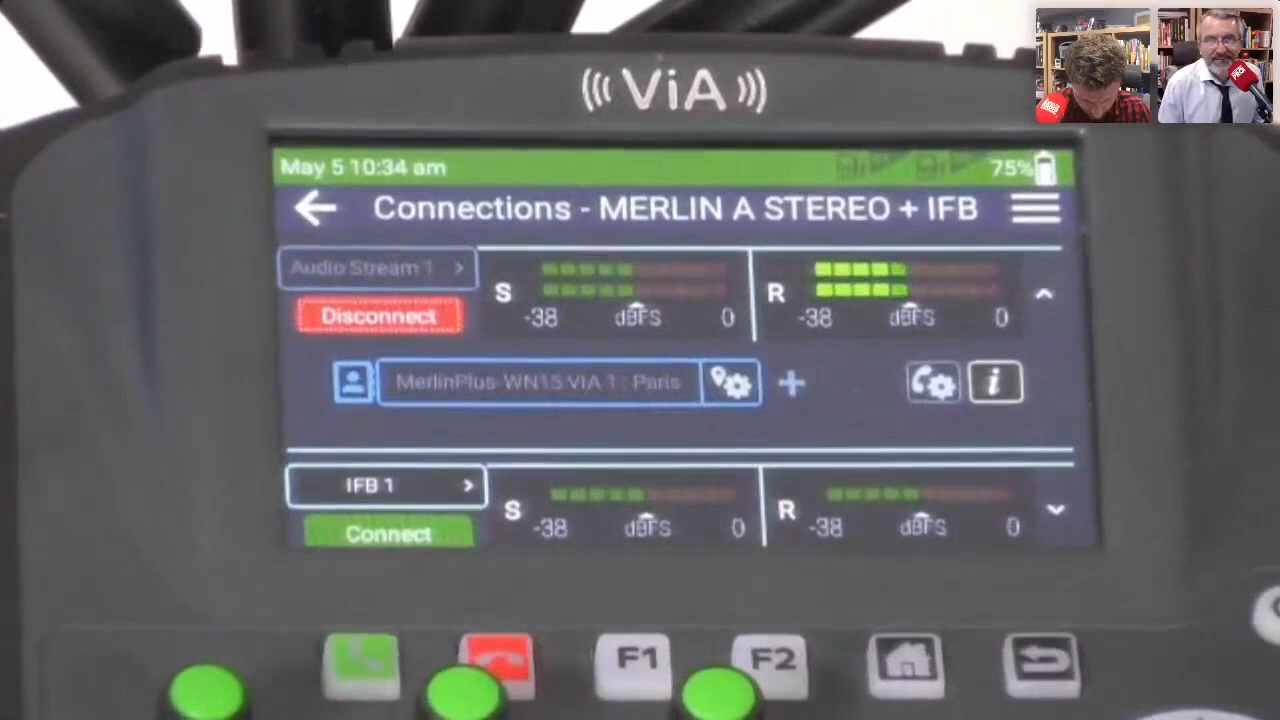 ViA
May 5 10:34 am 75%
Connections - MERLIN A STEREO + IFB
Audio Stream 1 >
Disconnect
S -38 dBFS 0 R -38 dBFS 0
MerlinPlus-WN15 VIA 1 : Paris + i
IFB 1 >
Connect
S -38 dBFS 0 R -38 dBFS 0
F1 F2